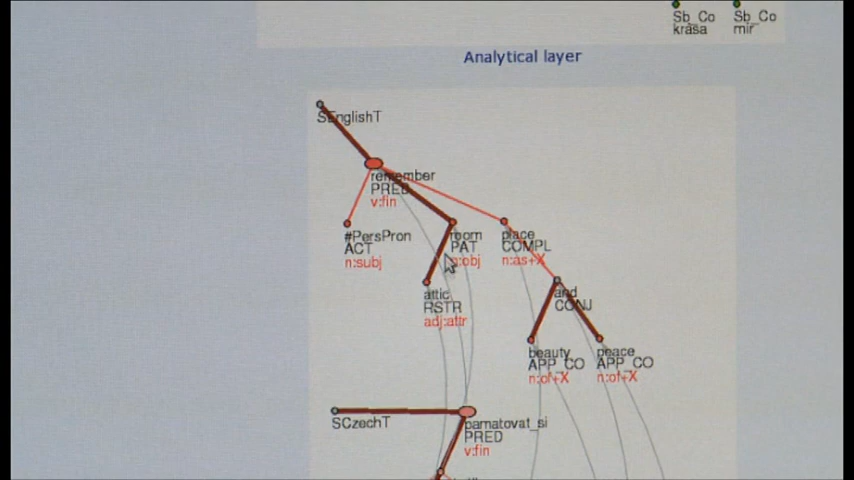 Sb_Co
krása
Sb_Co
mír
Analytical layer
SEnglishT
remember
PRED
v:fin
#PersPron
ACT
n:subj
room
PAT
n:obj
place
COMPL
n:as+X
attic
RSTR
adj:attr
and
CONJ
beauty
APP_CO
n:of+X
peace
APP_CO
n:of+X
SCzechT
pamatovat_si
PRED
v:fin